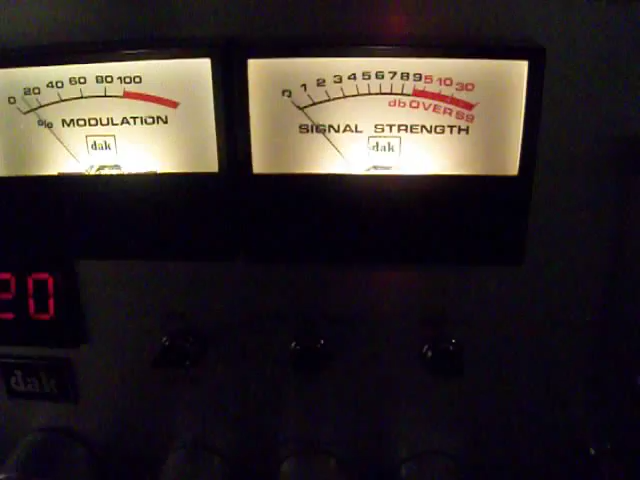 0 20 40 60 80 100
% MODULATION
dak
0 1 2 3 4 5 6 7 8 9 5 10 30
db OVER S9
SIGNAL STRENGTH
dak
20
dak